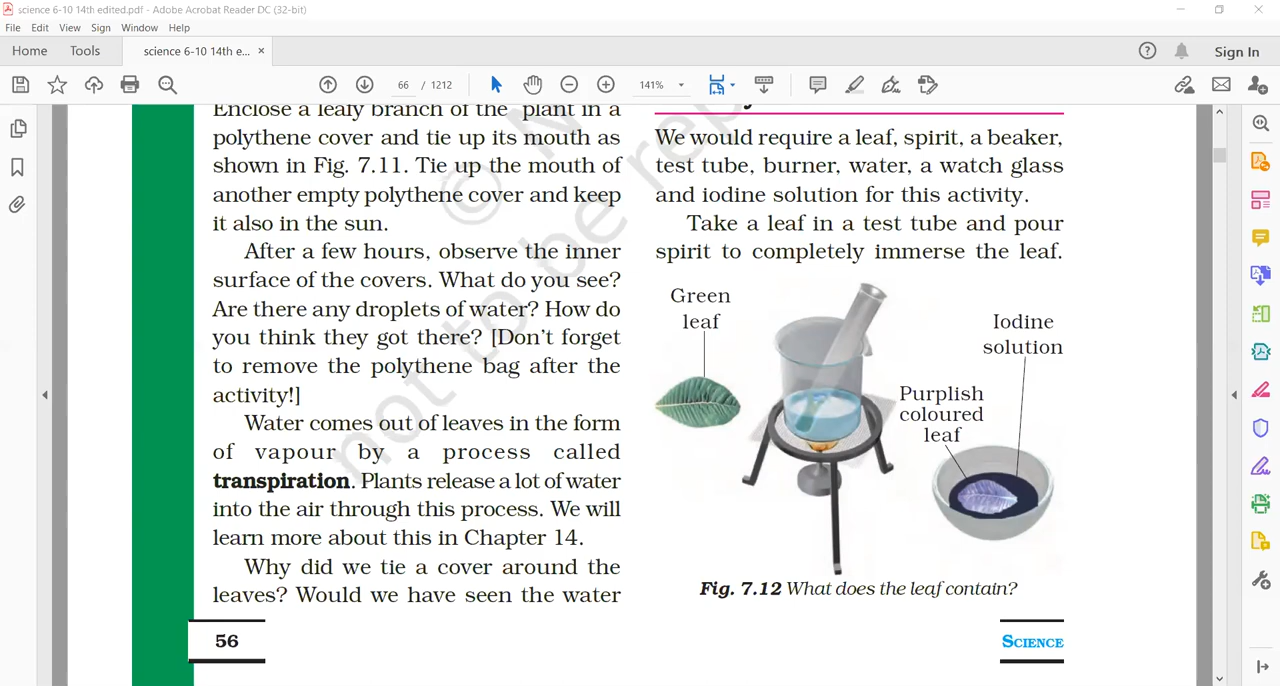 science 6-10 14th edited.pdf - Adobe Acrobat Reader DC (32-bit)
File Edit View Sign Window Help
Home Tools science 6-10 14th e... × Sign In
66 / 1212 141%
Enclose a leafy branch of the plant in a
polythene cover and tie up its mouth as
shown in Fig. 7.11. Tie up the mouth of
another empty polythene cover and keep
it also in the sun.
After a few hours, observe the inner
surface of the covers. What do you see?
Are there any droplets of water? How do
you think they got there? [Don't forget
to remove the polythene bag after the
activity!]
Water comes out of leaves in the form
of vapour by a process called
transpiration. Plants release a lot of water
into the air through this process. We will
learn more about this in Chapter 14.
Why did we tie a cover around the
leaves? Would we have seen the water
56
We would require a leaf, spirit, a beaker,
test tube, burner, water, a watch glass
and iodine solution for this activity.
Take a leaf in a test tube and pour
spirit to completely immerse the leaf.
Green
leaf
Iodine
solution
Purplish
coloured
leaf
Fig. 7.12 What does the leaf contain?
SCIENCE
© N
not to be rep